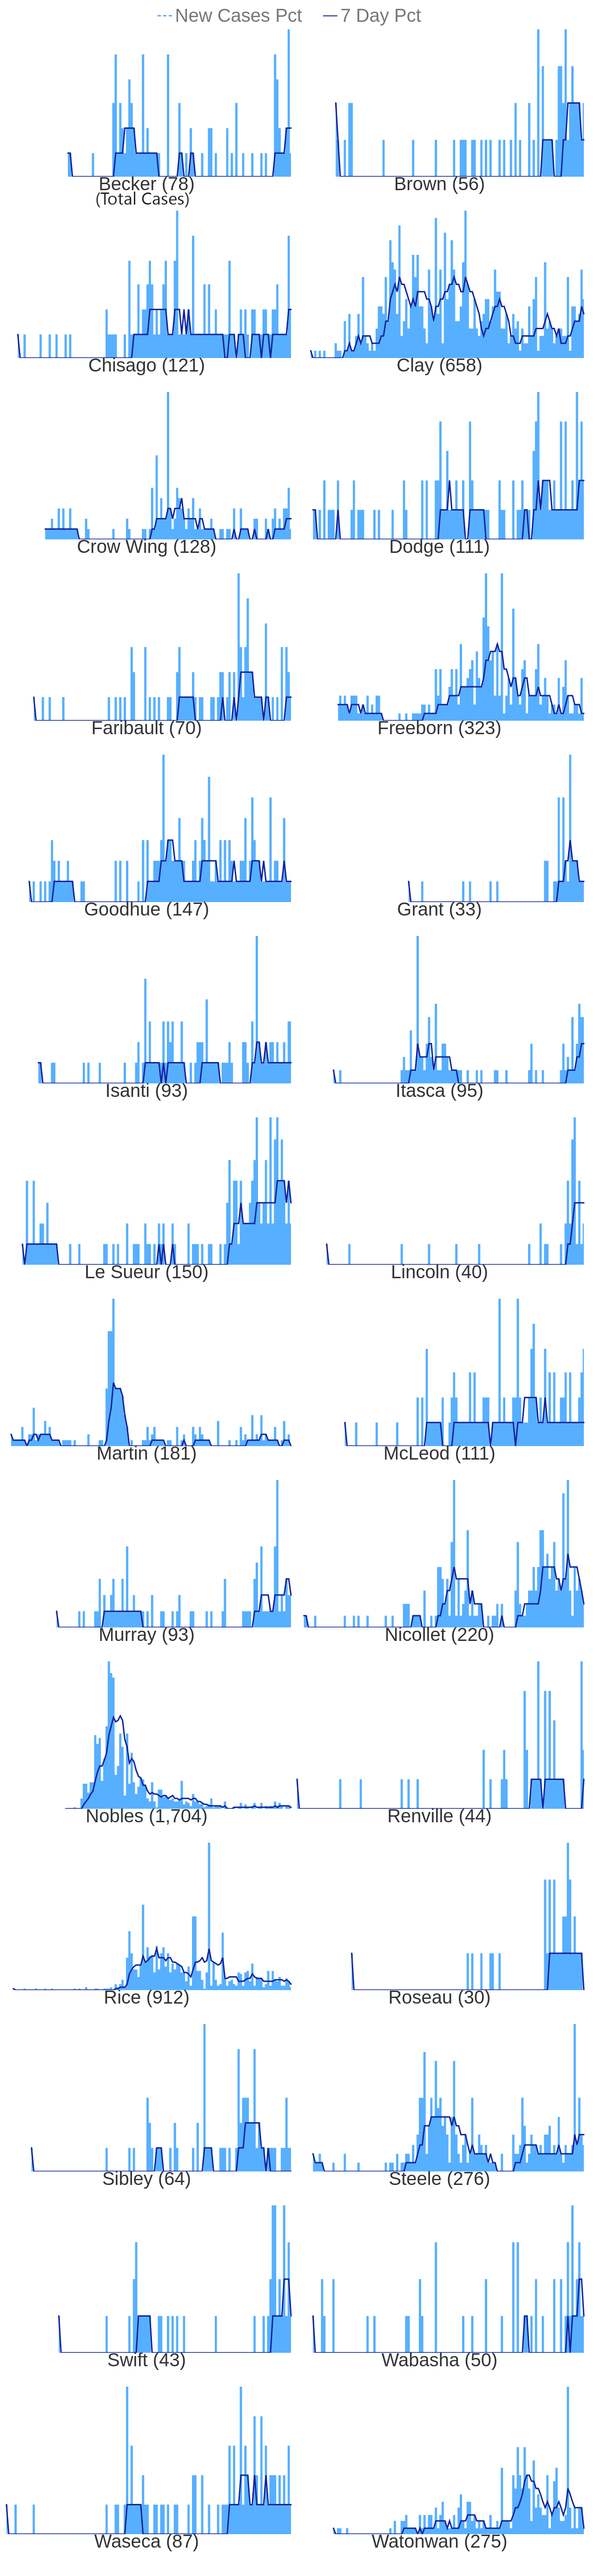 New Cases Pct 7 Day Pct
Becker (78) Brown (56)
(Total Cases)
Chisago (121) Clay (658)
Crow Wing (128) Dodge (111)
Faribault (70) Freeborn (323)
Goodhue (147) Grant (33)
Isanti (93) Itasca (95)
Le Sueur (150) Lincoln (40)
Martin (181) McLeod (111)
Murray (93) Nicollet (220)
Nobles (1,704) Renville (44)
Rice (912) Roseau (30)
Sibley (64) Steele (276)
Swift (43) Wabasha (50)
Waseca (87) Watonwan (275)